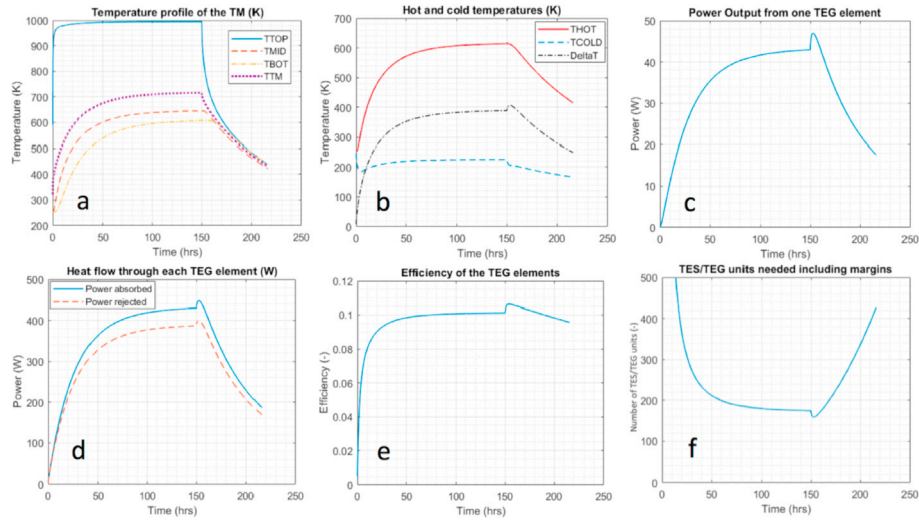 Temperature profile of the TM (K)
1000
900
800
700
600
500
400
300
200
Temperature (K)
TTOP
TMID
TBOT
TTM
a
0 50 100 150 200 250
Time (hrs)
Hot and cold temperatures (K)
700
600
500
400
300
200
100
0
Temperature (K)
THOT
TCOLD
DeltaT
b
0 50 100 150 200 250
Time (hrs)
Power Output from one TEG element
50
40
30
20
10
0
Power (W)
c
0 50 100 150 200 250
Time (hrs)
Heat flow through each TEG element (W)
500
400
300
200
100
0
Power (W)
Power absorbed
Power rejected
d
0 50 100 150 200 250
Time (hrs)
Efficiency of the TEG elements
0.12
0.1
0.08
0.06
0.04
0.02
0
Efficiency (-)
e
0 50 100 150 200 250
Time (hrs)
TES/TEG units needed including margins
500
400
300
200
100
0
Number of TES/TEG units (-)
f
0 50 100 150 200 250
Time (hrs)